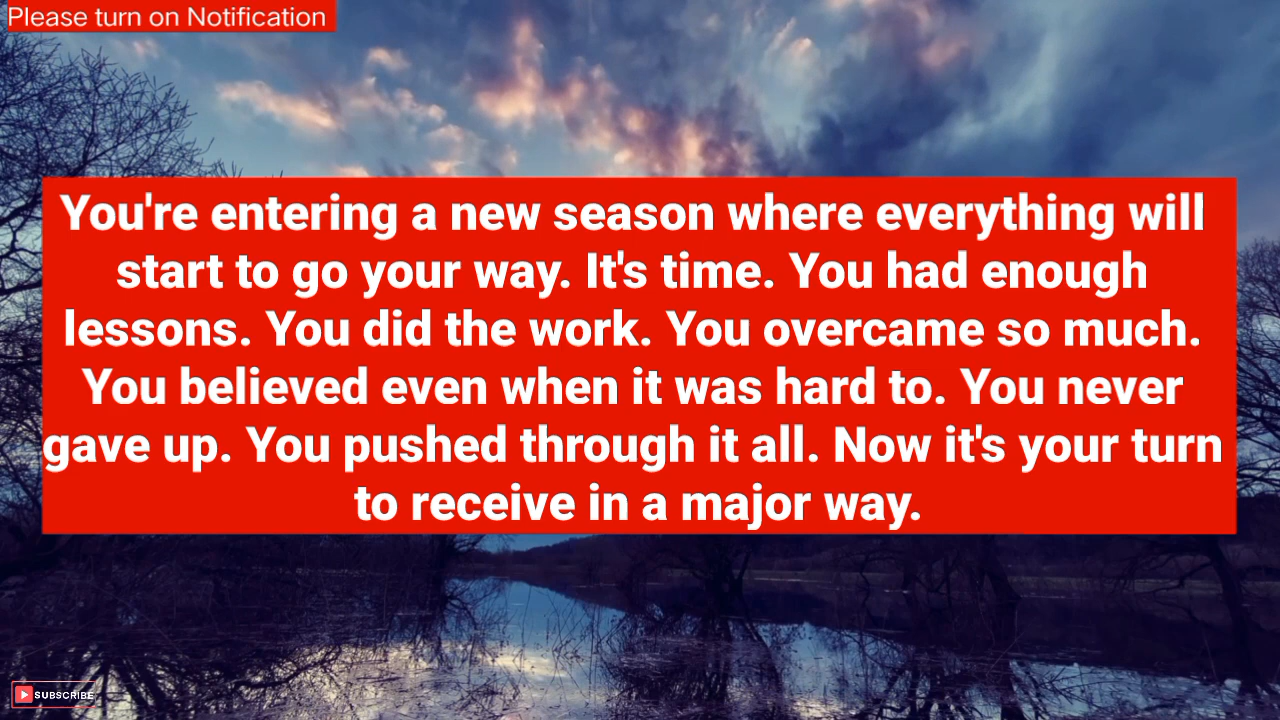 Please turn on Notification
You're entering a new season where everything will
start to go your way. It's time. You had enough
lessons. You did the work. You overcame so much.
You believed even when it was hard to. You never
gave up. You pushed through it all. Now it's your turn
to receive in a major way.
SUBSCRIBE